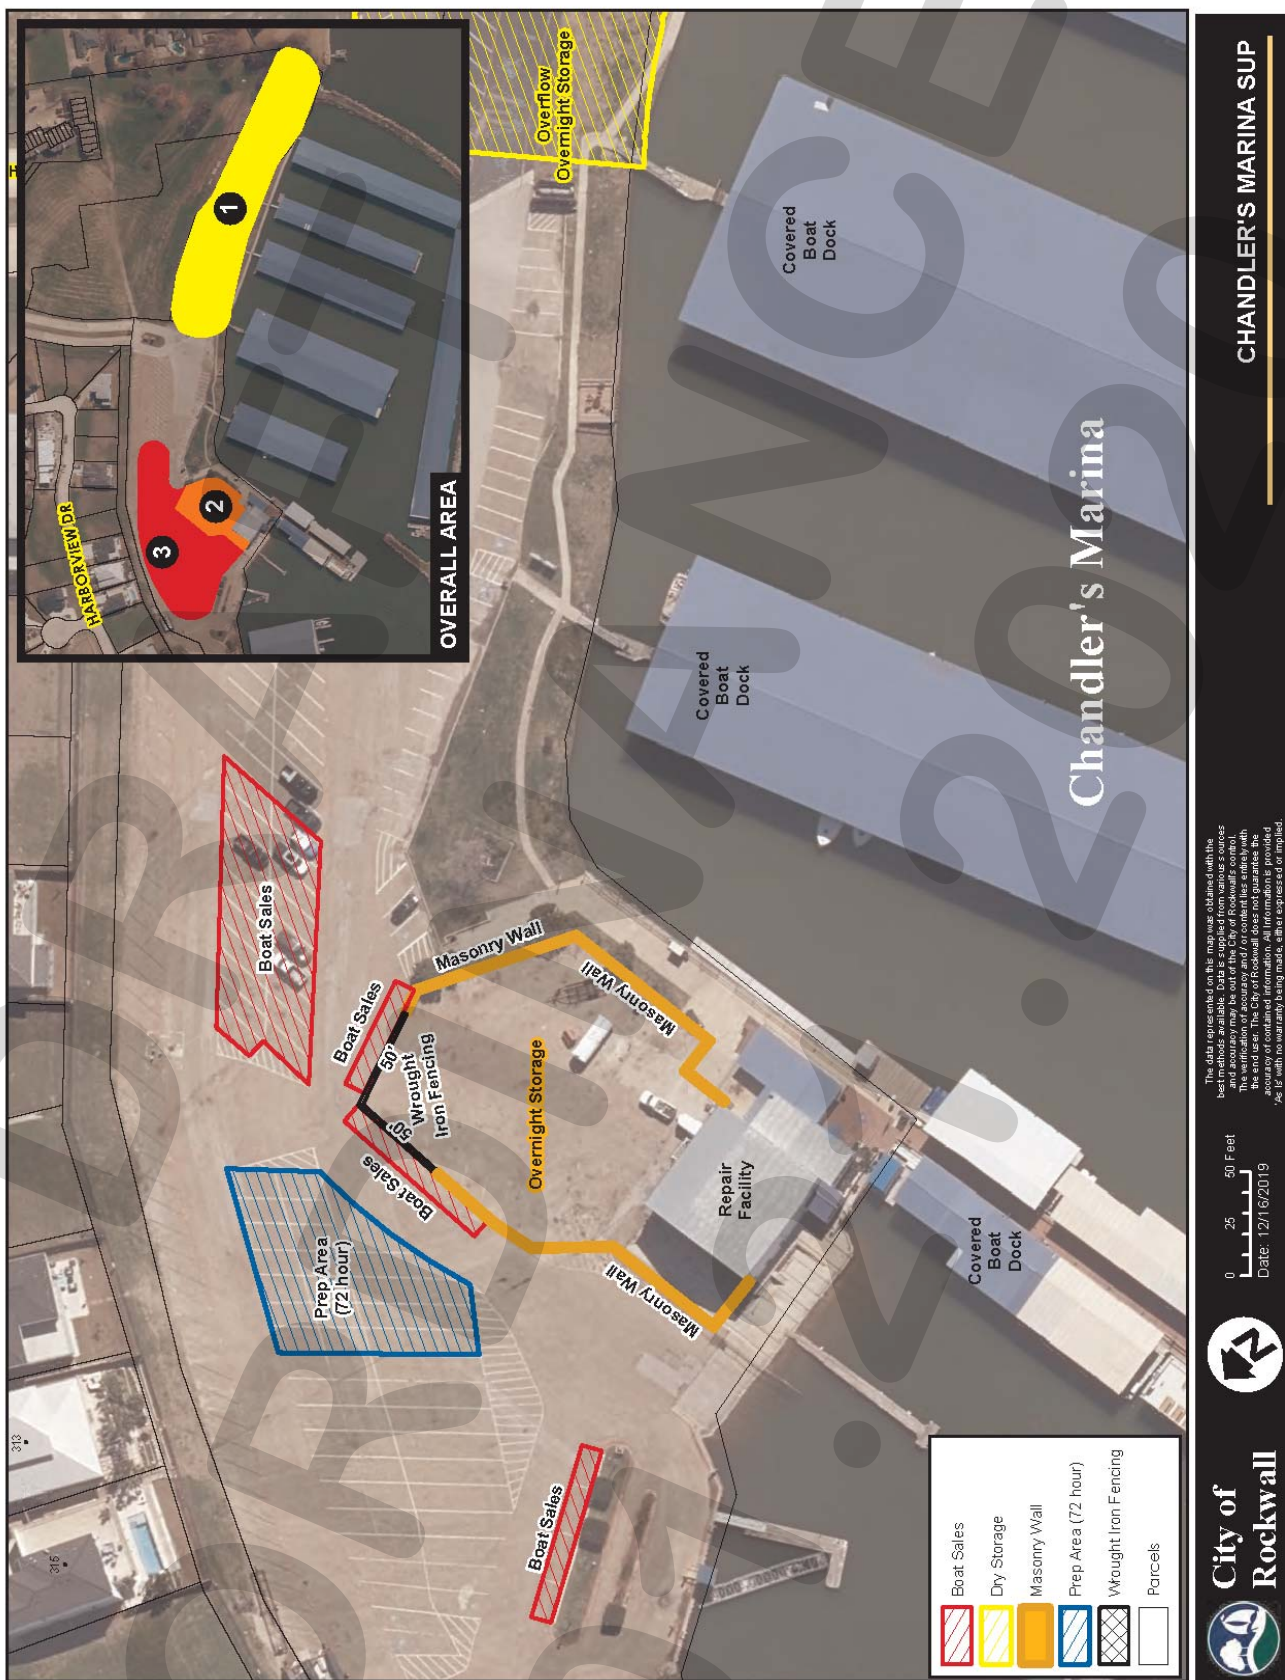 HARBORVIEW DR
H
1
2
3
OVERALL AREA
Overflow
Overnight Storage
Covered
Boat
Dock
Covered
Boat
Dock
Chandler's Marina
Boat Sales
Boat Sales
50'
Wrought
Iron Fencing
50'
Boat Sales
Masonry Wall
Masonry Wall
Overnight Storage
Prep Area
(72 hour)
Masonry Wall
Repair
Facility
Covered
Boat
Dock
Boat Sales
313
315
Boat Sales
Dry Storage
Masonry Wall
Prep Area (72 hour)
Wrought Iron Fencing
Parcels
City of
Rockwall
N
0 25 50 Feet
Date: 12/16/2019
The data represented on this map was obtained with the
best methods available. Data is supplied from various sources
and accuracy may be out of the City of Rockwall's control.
The verification of accuracy and / or content lies entirely with
the end user. The City of Rockwall does not guarantee the
accuracy of contained information. All Information is provided
'As Is' with no warranty being made, either expressed or implied.
CHANDLER'S MARINA SUP
DRAFT
ORDINANCE